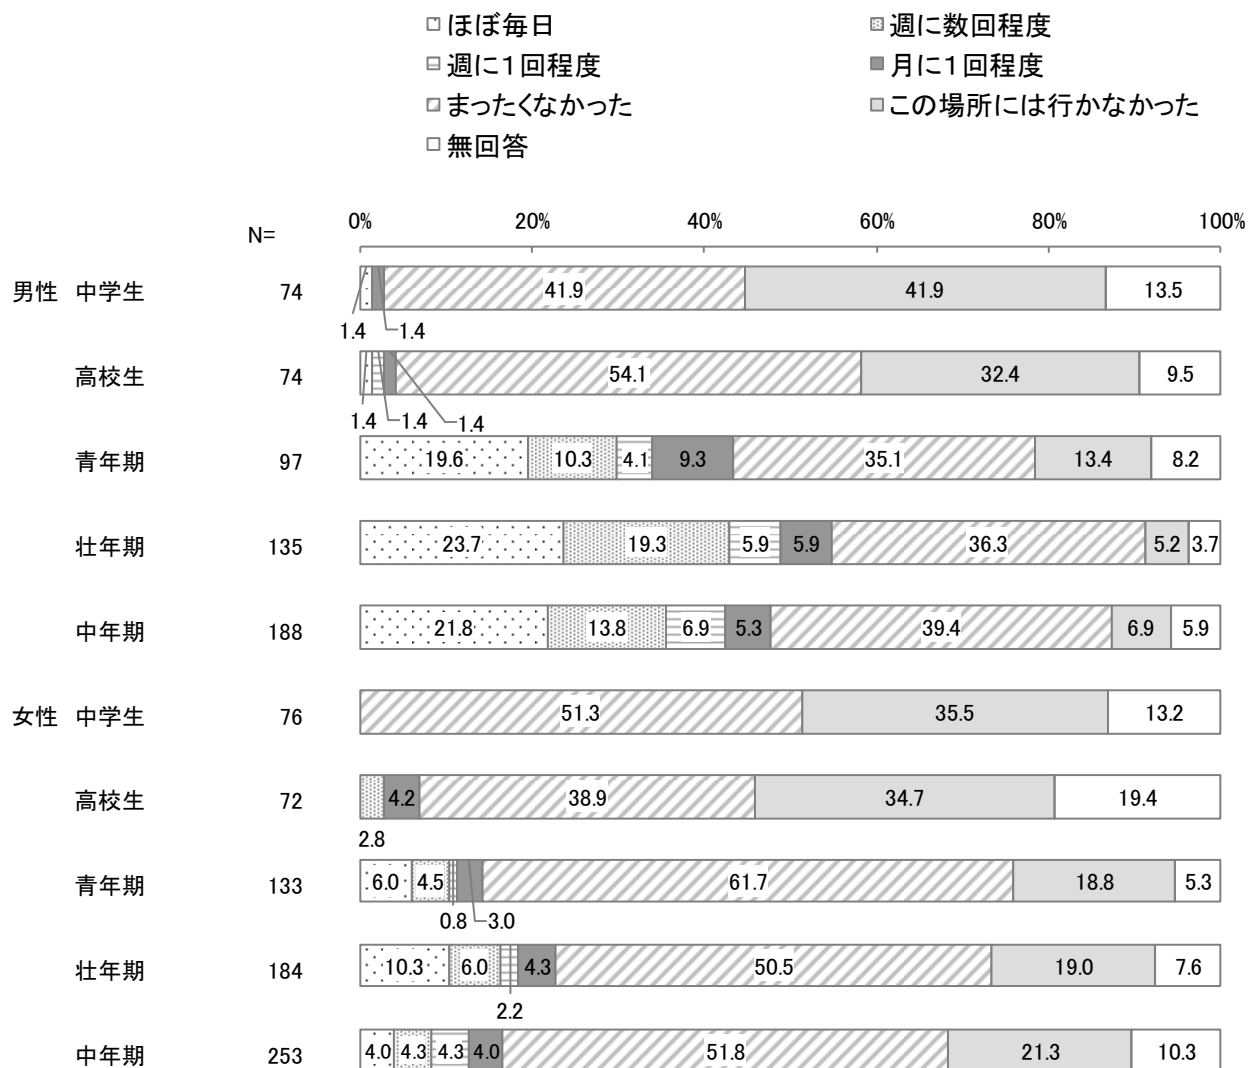 ほぼ毎日 週に数回程度
週に１回程度 月に１回程度
まったくなかった この場所には行かなかった
無回答
N= 0% 20% 40% 60% 80% 100%
男性 中学生 74 41.9 41.9 13.5
1.4 1.4
高校生 74 54.1 32.4 9.5
1.4 1.4 1.4
青年期 97 19.6 10.3 4.1 9.3 35.1 13.4 8.2
壮年期 135 23.7 19.3 5.9 5.9 36.3 5.2 3.7
中年期 188 21.8 13.8 6.9 5.3 39.4 6.9 5.9
女性 中学生 76 51.3 35.5 13.2
高校生 72 4.2 38.9 34.7 19.4
2.8
青年期 133 6.0 4.5 61.7 18.8 5.3
0.8 3.0
壮年期 184 10.3 6.0 4.3 50.5 19.0 7.6
2.2
中年期 253 4.0 4.3 4.3 4.0 51.8 21.3 10.3